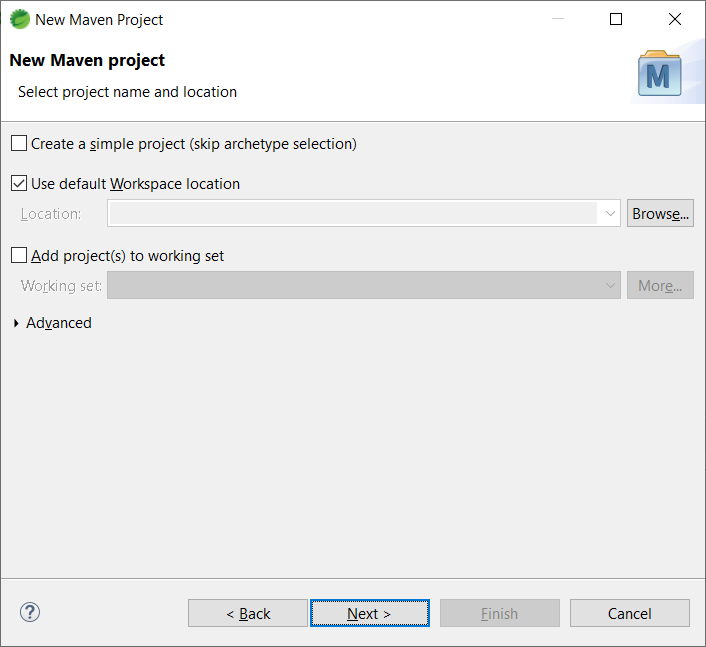 New Maven Project
New Maven project
Select project name and location
M
Create a simple project (skip archetype selection)
Use default Workspace location
Location:
Browse...
Add project(s) to working set
Working set:
More...
Advanced
?
< Back
Next >
Finish
Cancel